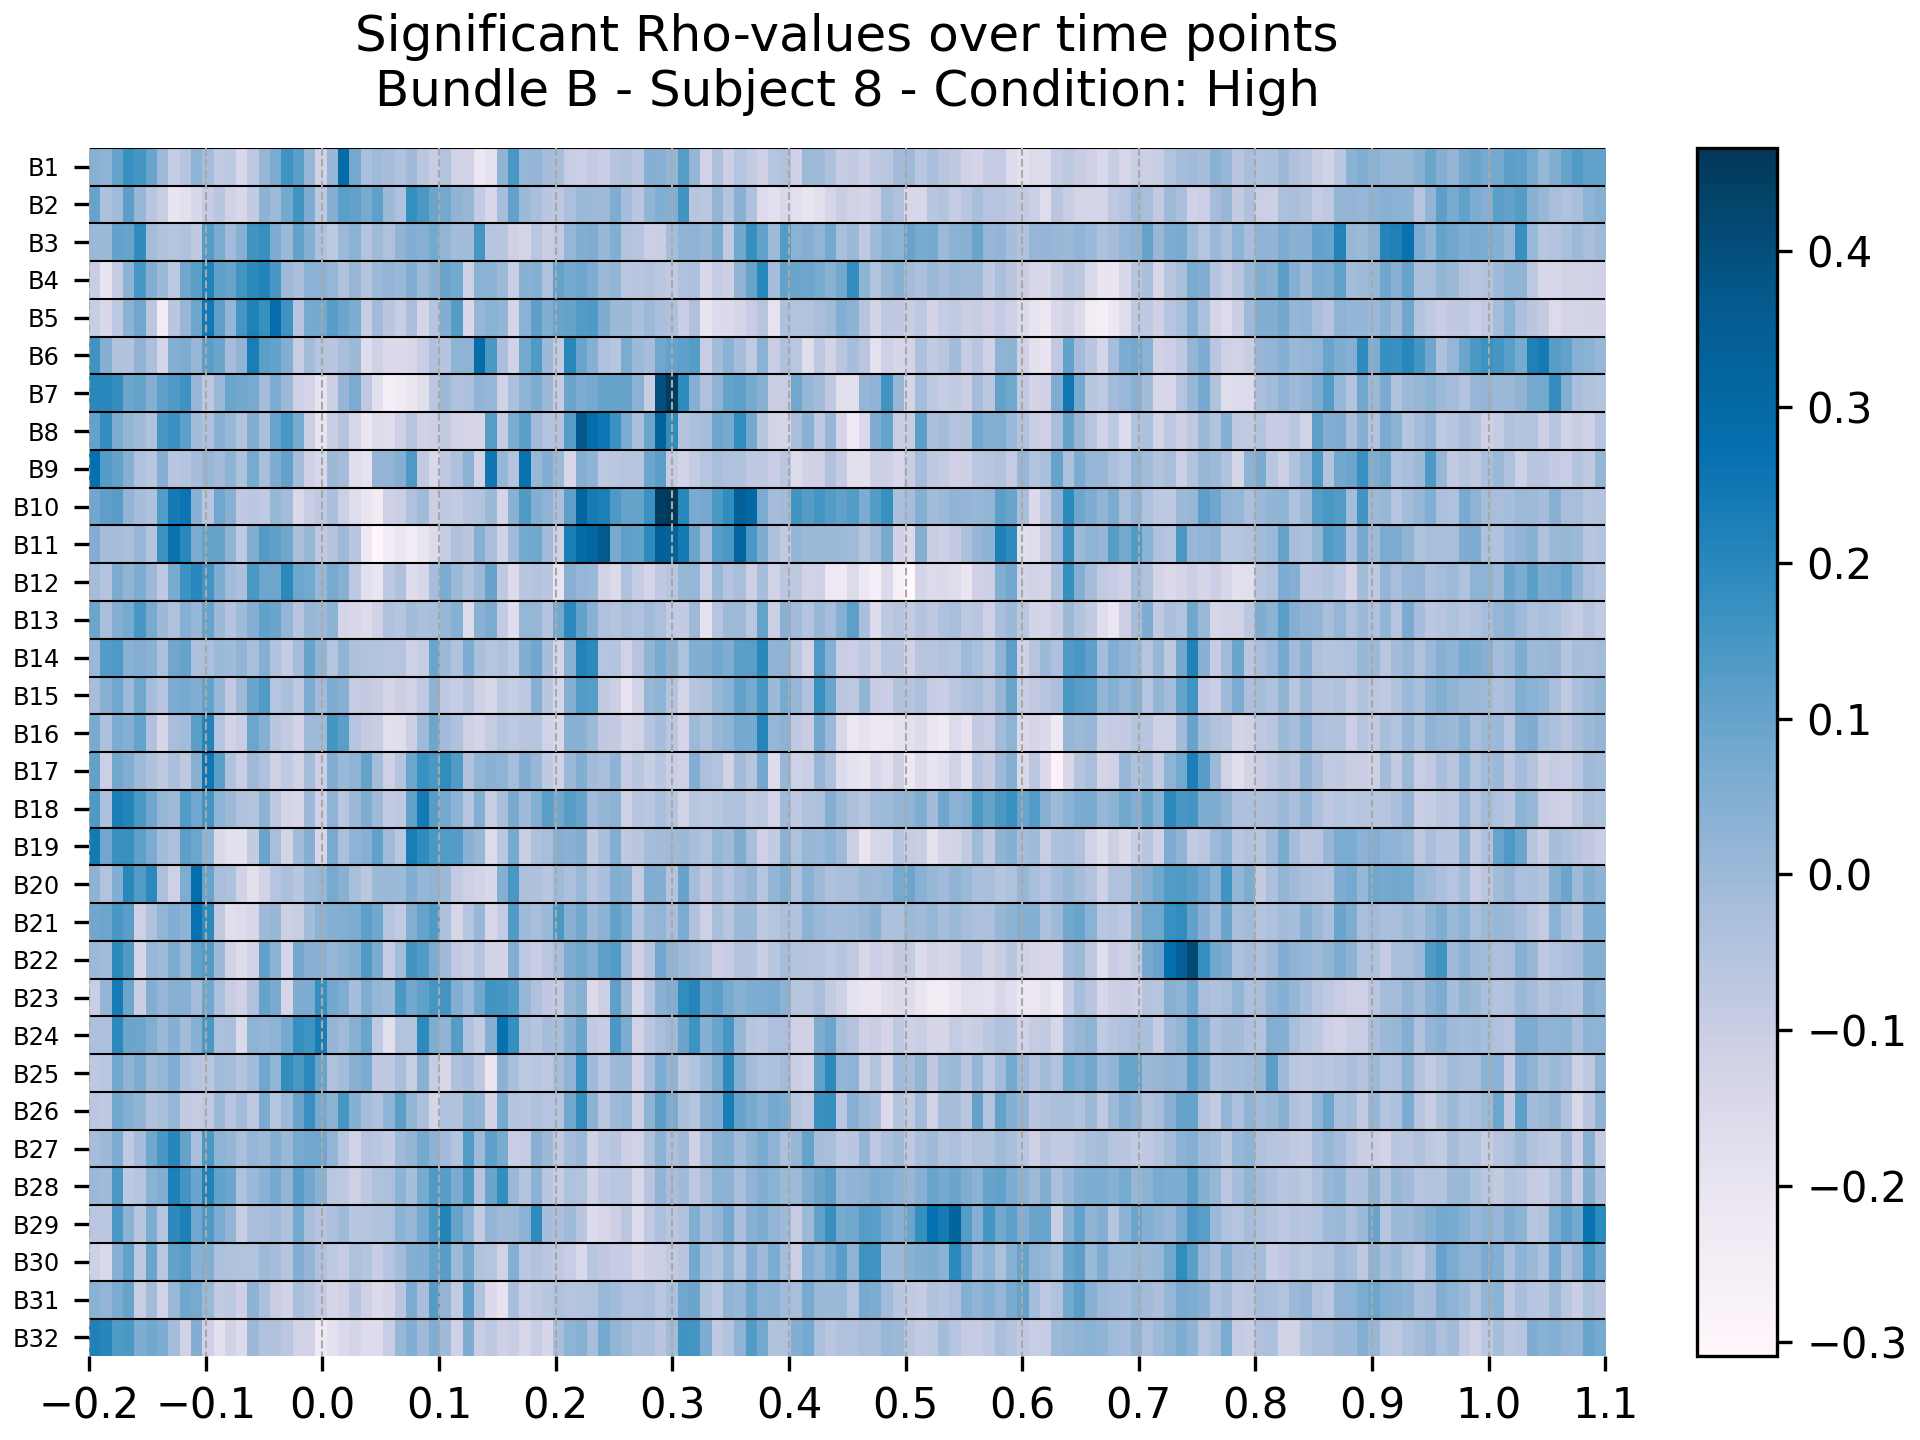 Significant Rho-values over time points
Bundle B - Subject 8 - Condition: High
B1
B2
B3
B4
B5
B6
B7
B8
B9
B10
B11
B12
B13
B14
B15
B16
B17
B18
B19
B20
B21
B22
B23
B24
B25
B26
B27
B28
B29
B30
B31
B32
−0.2 −0.1 0.0 0.1 0.2 0.3 0.4 0.5 0.6 0.7 0.8 0.9 1.0 1.1
0.4
0.3
0.2
0.1
0.0
−0.1
−0.2
−0.3